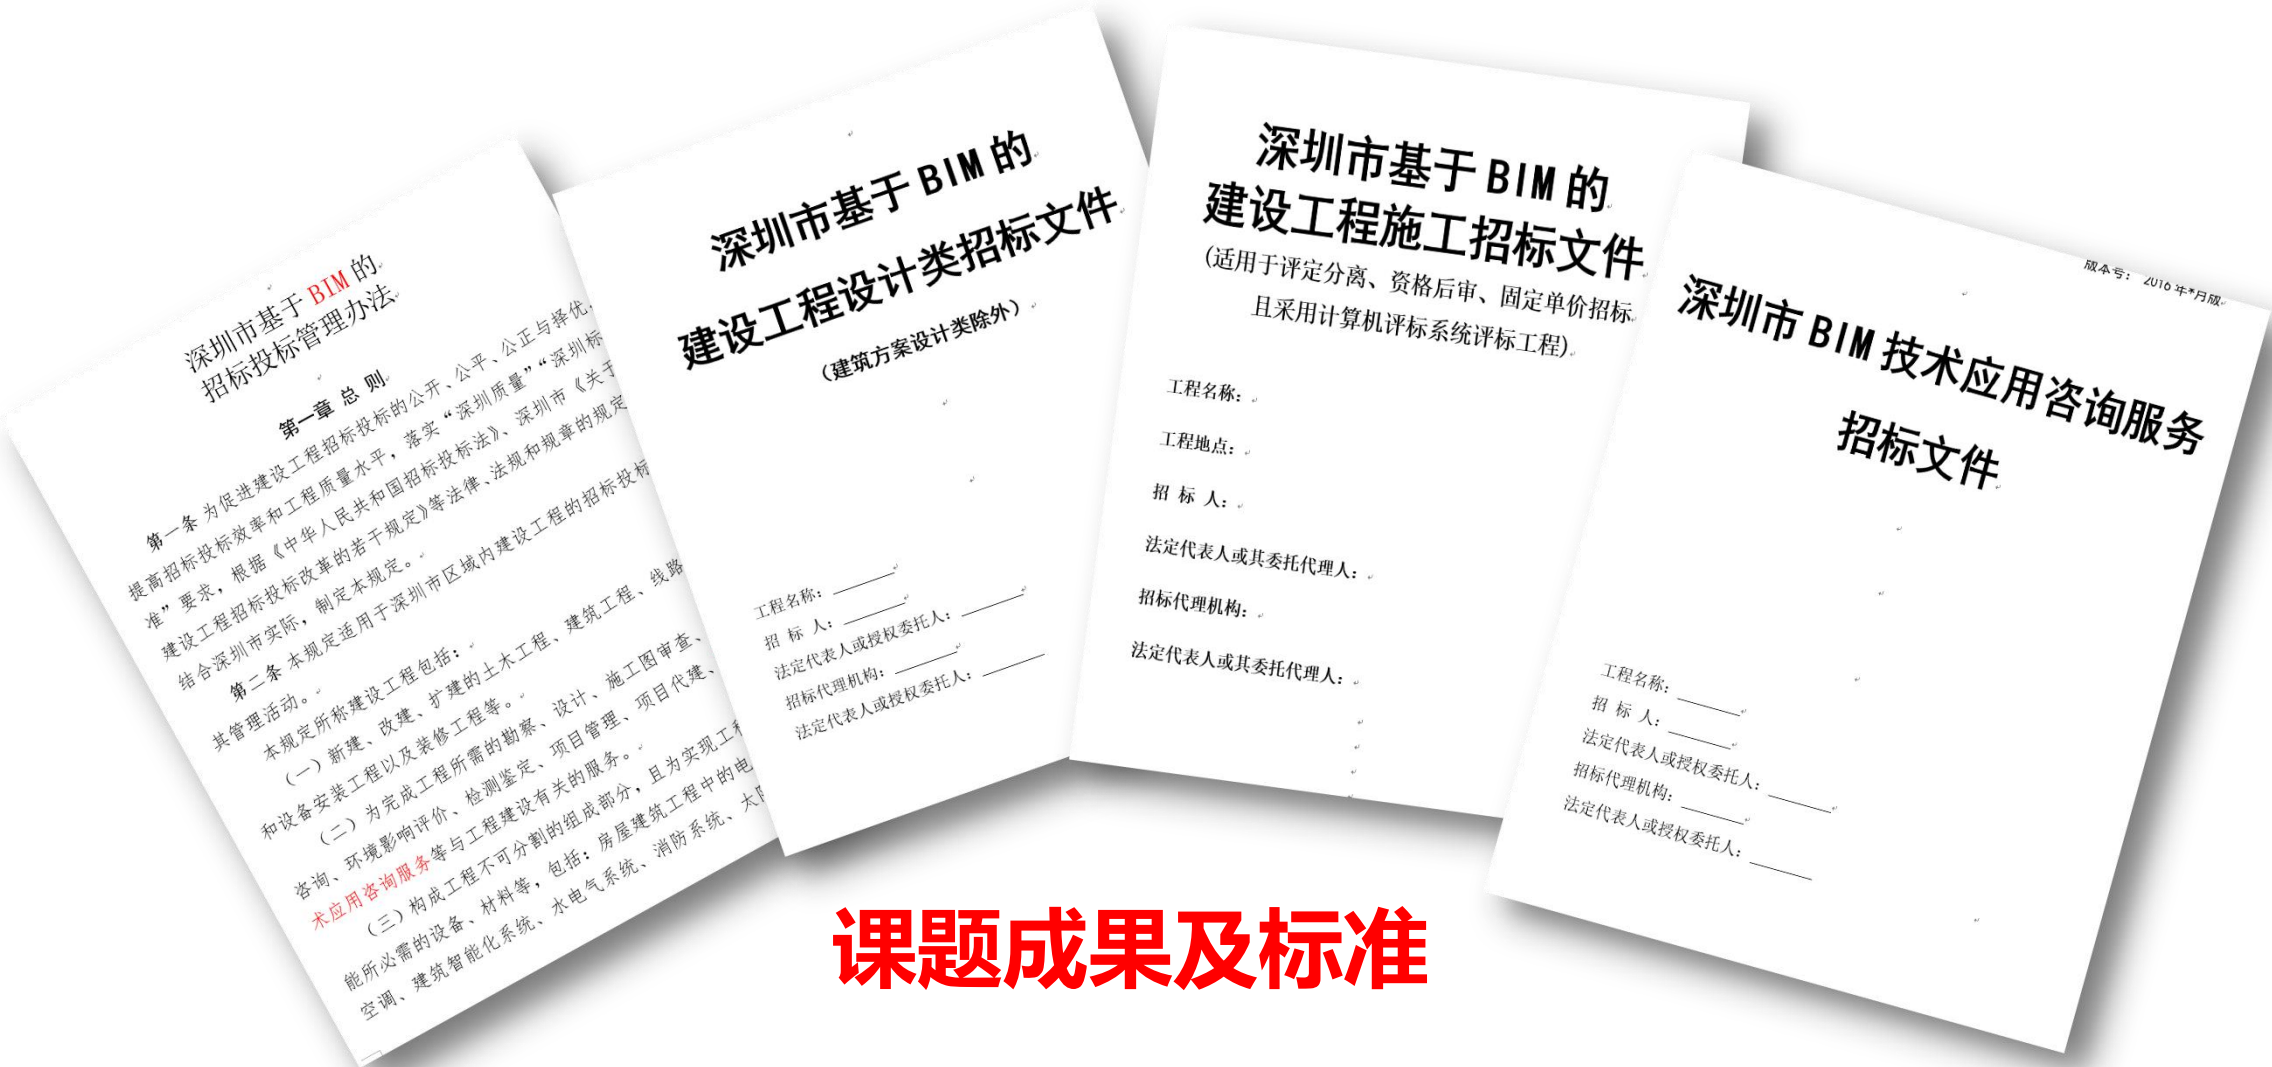 深圳市基于 BIM 的
招标投标管理办法
第一章 总 则
第一条 为促进建设工程招标投标的公开、公平、公正与择优,
提高招标投标效率和工程质量水平,落实“深圳质量”“深圳标
准”要求,根据《中华人民共和国招标投标法》、深圳市《关于
建设工程招标投标改革的若干规定》等法律、法规和规章的规定
结合深圳市实际,制定本规定。
第二条 本规定适用于深圳市区域内建设工程的招标投标
其管理活动。
本规定所称建设工程包括:
(一)新建、改建、扩建的土木工程、建筑工程、线路
和设备安装工程以及装修工程等。
(二)为完成工程所需的勘察、设计、施工图审查、
咨询、环境影响评价、检测鉴定、项目管理、项目代建、
术应用咨询服务等与工程建设有关的服务。
(三)构成工程不可分割的组成部分,且为实现工程
能所必需的设备、材料等,包括:房屋建筑工程中的电
空调、建筑智能化系统、水电气系统、消防系统、太阳
深圳市基于 BIM 的
建设工程设计类招标文件
(建筑方案设计类除外)
工程名称:
招 标 人:
法定代表人或授权委托人:
招标代理机构:
法定代表人或授权委托人:
深圳市基于 BIM 的
建设工程施工招标文件
(适用于评定分离、资格后审、固定单价招标
且采用计算机评标系统评标工程)
工程名称:
工程地点:
招 标 人:
法定代表人或其委托代理人:
招标代理机构:
法定代表人或其委托代理人:
版本号: 2016 年*月版
深圳市 BIM 技术应用咨询服务
招标文件
工程名称:
招 标 人:
法定代表人或授权委托人:
招标代理机构:
法定代表人或授权委托人:
课题成果及标准